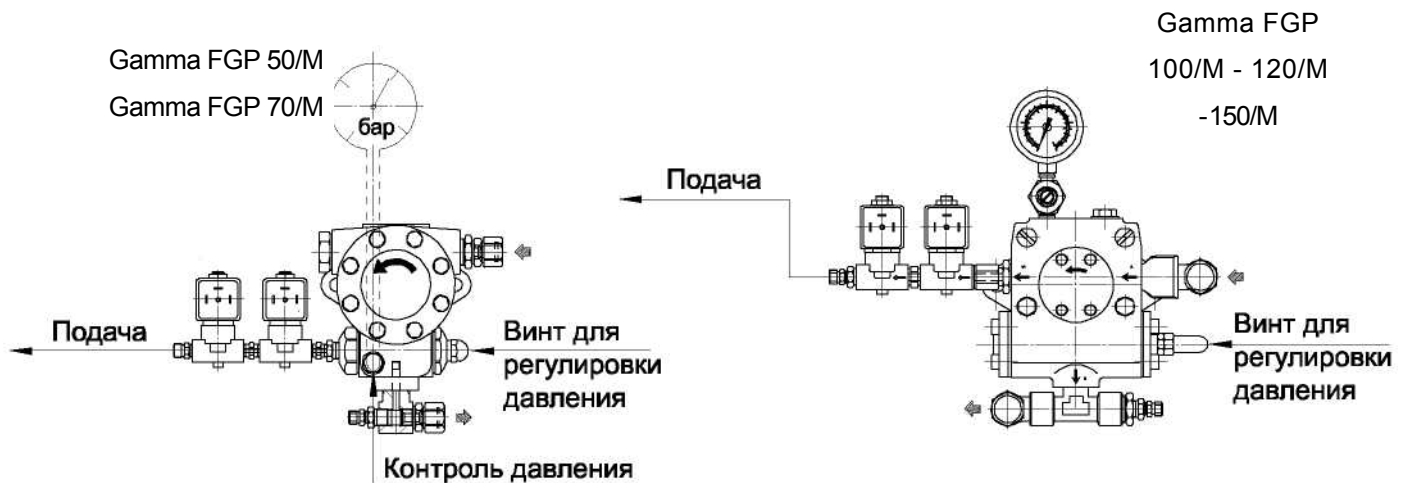 Gamma FGP 50/M
Gamma FGP 70/M
бар
Подача
Винт для
регулировки
давления
Контроль давления
Gamma FGP
100/M - 120/M
-150/M
Подача
Винт для
регулировки
давления